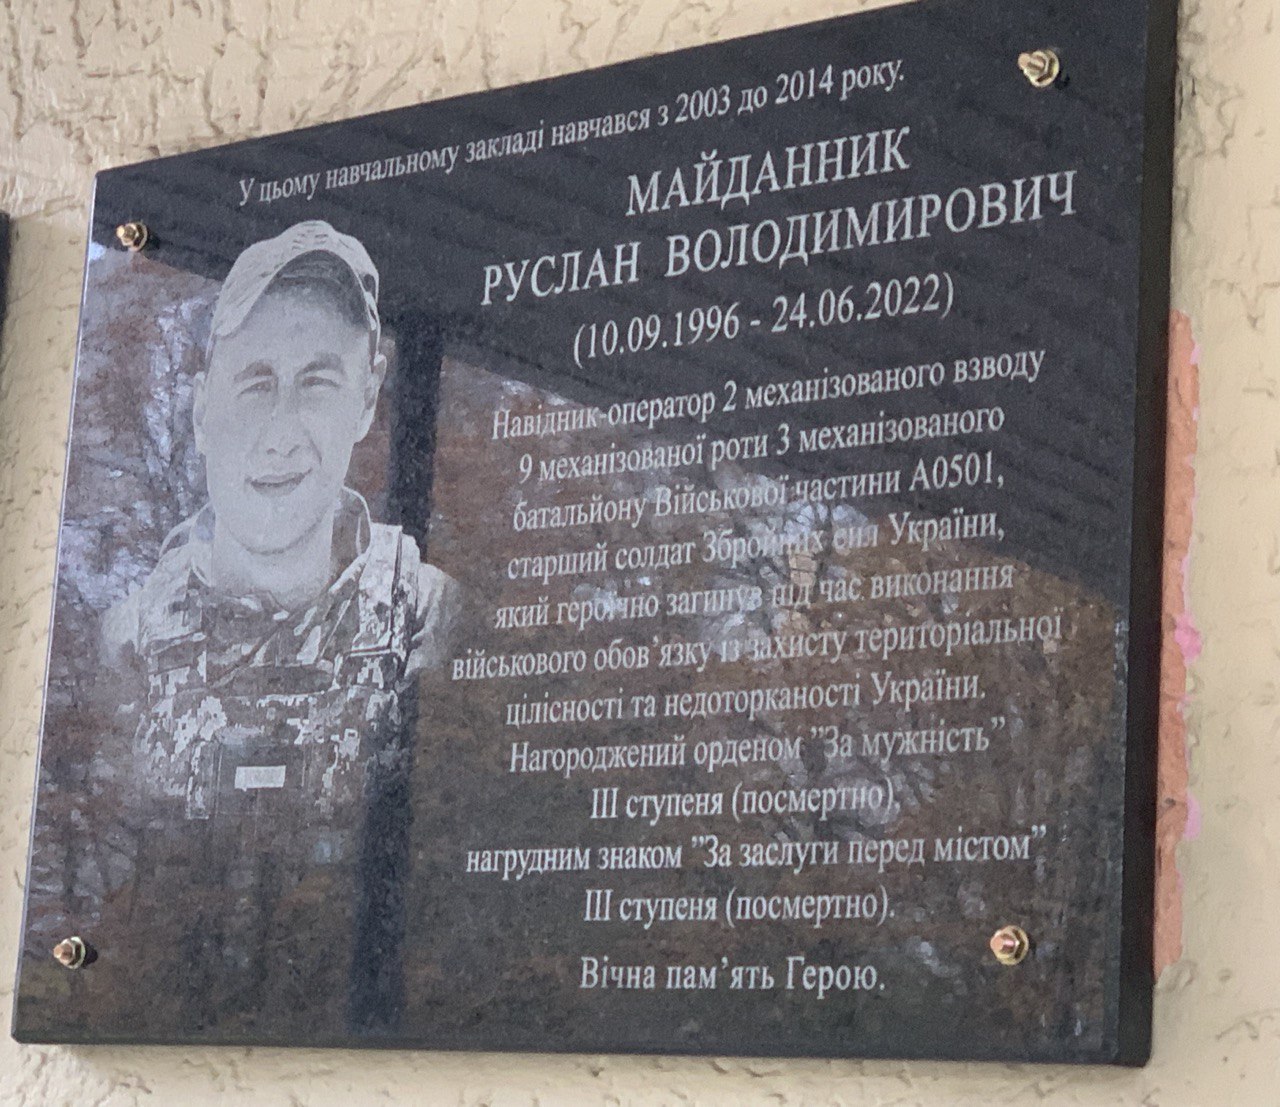 У цьому навчальному закладі навчався з 2003 до 2014 року.
МАЙДАННИК
РУСЛАН ВОЛОДИМИРОВИЧ
(10.09.1996 - 24.06.2022)
Навідник-оператор 2 механізованого взводу
9 механізованої роти 3 механізованого
батальйону Військової частини А0501,
старший солдат Збройних сил України,
який героїчно загинув під час виконання
військового обов’язку із захисту територіальної
цілісності та недоторканості України.
Нагороджений орденом ”За мужність”
ІІІ ступеня (посмертно),
нагрудним знаком ”За заслуги перед містом”
ІІІ ступеня (посмертно).
Вічна пам’ять Герою.